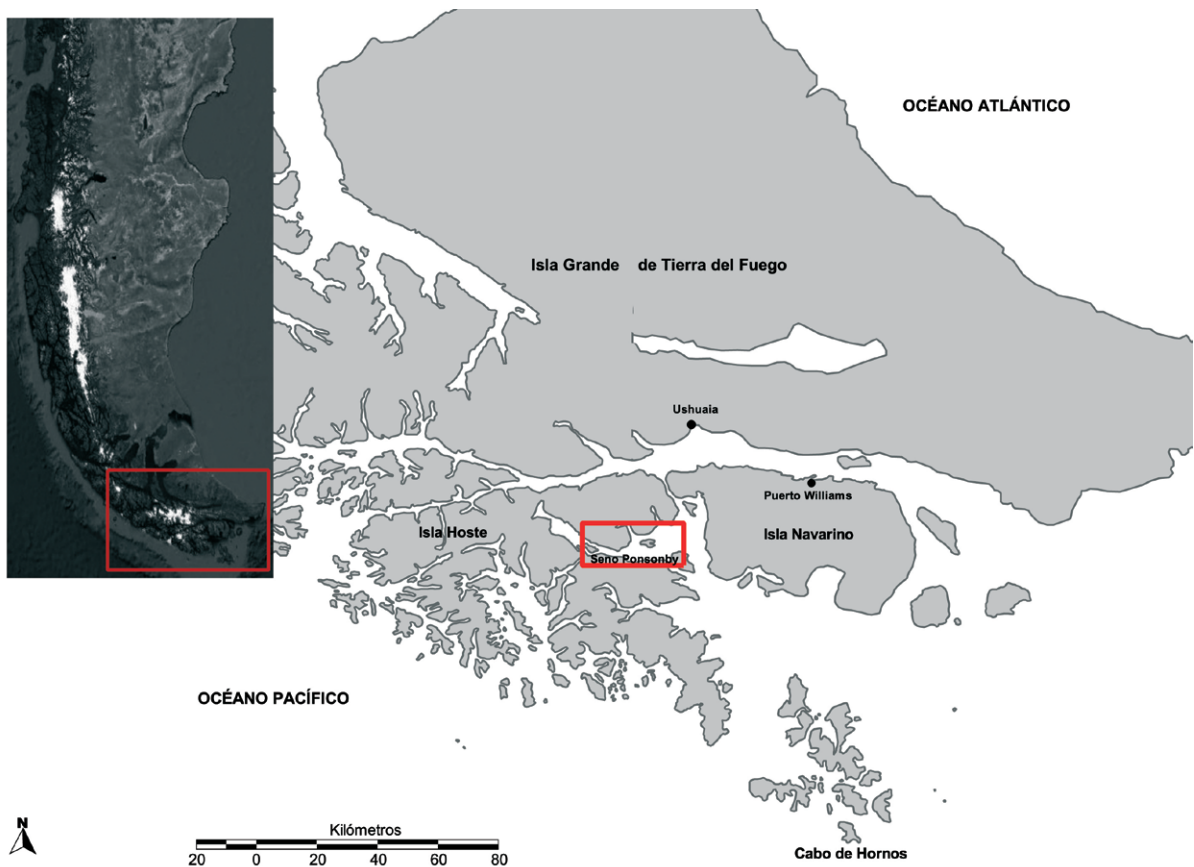 OCÉANO ATLÁNTICO
Isla Grande de Tierra del Fuego
Ushuaia
Puerto Williams
Isla Hoste
Isla Navarino
Seno Ponsonby
OCÉANO PACÍFICO
N
Kilómetros
20 0 20 40 60 80
Cabo de Hornos